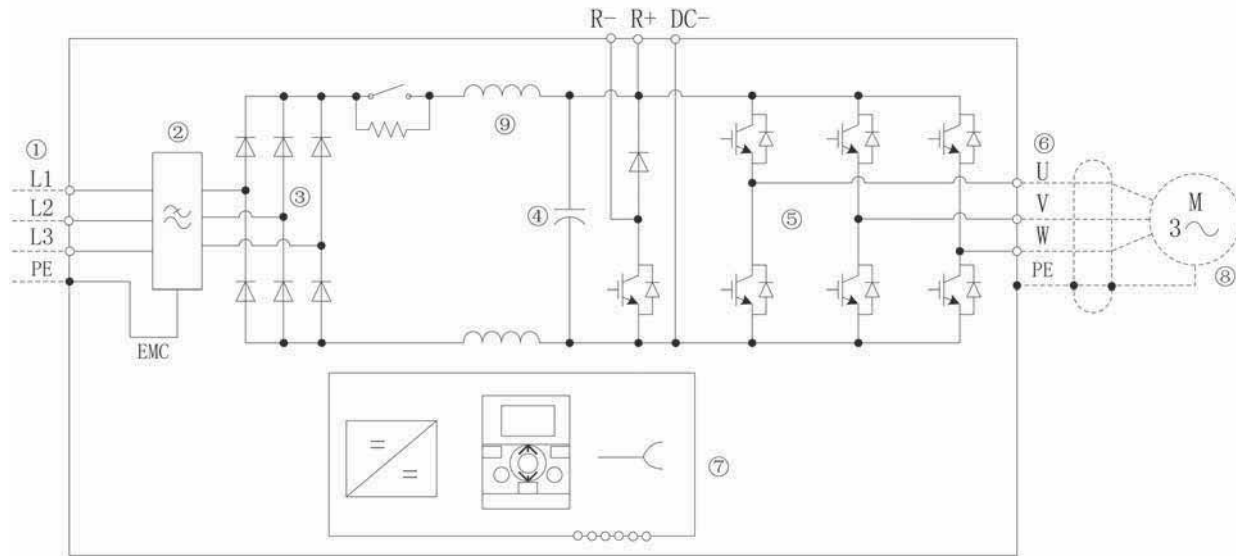 R- R+ DC-
⑨
②
①
⑥
L1
U
③
L2
④
⑤
V
M
3
L3
W
PE
PE
⑧
EMC
⑦